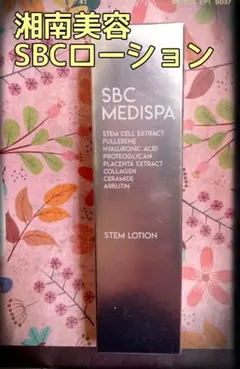 湘南美容
SBCローション
SBC
MEDISPA
STEM CELL EXTRACT
FULLERENE
HYALURONIC ACID
PROTEOGLYCAN
PLACENTA EXTRACT
COLLAGEN
CERAMIDE
ARBUTIN
STEM LOTION